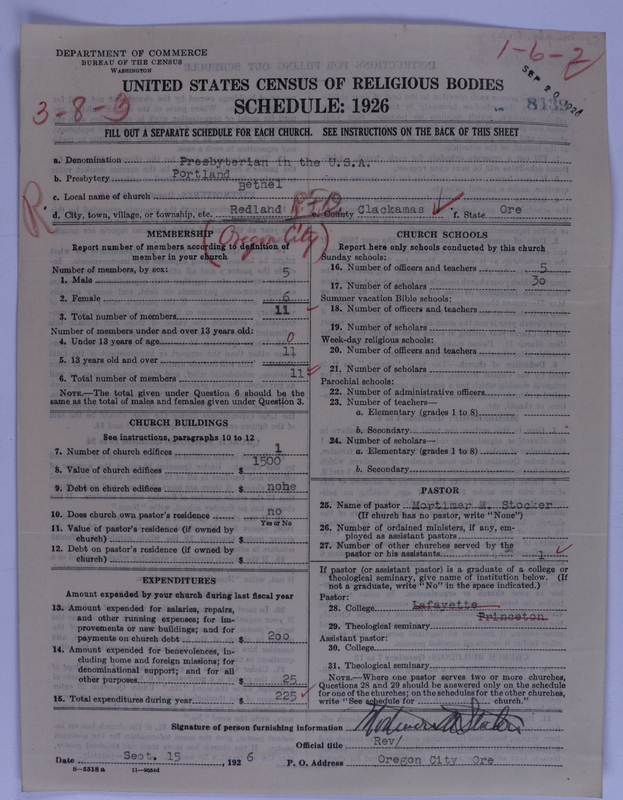 DEPARTMENT OF COMMERCE
BUREAU OF THE CENSUS
WASHINGTON
1-6-2
SEP 20 1926
8139
UNITED STATES CENSUS OF RELIGIOUS BODIES
3-8-9
SCHEDULE: 1926
FILL OUT A SEPARATE SCHEDULE FOR EACH CHURCH. SEE INSTRUCTIONS ON THE BACK OF THIS SHEET
a. Denomination Presbyterian in the U.S.A.
b. Presbytery Portland
c. Local name of church Bethel
R d. City, town, village, or township, etc. Redland RFD e. County Clackamas f. State Ore
(Oregon City)
MEMBERSHIP
Report number of members according to definition of
member in your church
Number of members, by sex:
1. Male 5
2. Female 6
3. Total number of members 11
Number of members under and over 13 years old:
4. Under 13 years of age 0
5. 13 years old and over 11
6. Total number of members 11
NOTE.—The total given under Question 6 should be
same as the total of males and females given under Question 3.
CHURCH BUILDINGS
See instructions, paragraphs 10 to 12
7. Number of church edifices 1
8. Value of church edifices $ 1500
9. Debt on church edifices $ nohe
10. Does church own pastor's residence no
Yes or No
11. Value of pastor's residence (if owned by
church) $
12. Debt on pastor's residence (if owned by
church) $
EXPENDITURES
Amount expended by your church during last fiscal year
13. Amount expended for salaries, repairs,
and other running expenses; for im-
provements or new buildings; and for
payments on church debt $ 200
14. Amount expended for benevolences, in-
cluding home and foreign missions; for
denominational support; and for all
other purposes $ 25
15. Total expenditures during year $ 225
CHURCH SCHOOLS
Report here only schools conducted by this church
Sunday schools:
16. Number of officers and teachers 5
17. Number of scholars 30
Summer vacation Bible schools:
18. Number of officers and teachers
19. Number of scholars
Week-day religious schools:
20. Number of officers and teachers
21. Number of scholars
Parochial schools:
22. Number of administrative officers
23. Number of teachers—
a. Elementary (grades 1 to 8)
b. Secondary
24. Number of scholars—
a. Elementary (grades 1 to 8)
b. Secondary
PASTOR
25. Name of pastor Mortimer M. Stocker
(If church has no pastor, write "None")
26. Number of ordained ministers, if any, em-
ployed as assistant pastors
27. Number of other churches served by the
pastor or his assistants 1
If pastor (or assistant pastor) is a graduate of a college or
theological seminary, give name of institution below. (If
not a graduate, write "No" in the space indicated.)
Pastor:
28. College Lafayette
29. Theological seminary Princeton
Assistant pastor:
30. College
31. Theological seminary
NOTE.—Where one pastor serves two or more churches,
Questions 28 and 29 should be answered only on the schedule
for one of the churches; on the schedules for the other churches,
write "See schedule for church."
Signature of person furnishing information Mortimer M Stocker
Official title Rev/
Date Sept. 15, 1926 P. O. Address Oregon City Ore
8—5518 a 11—9034d